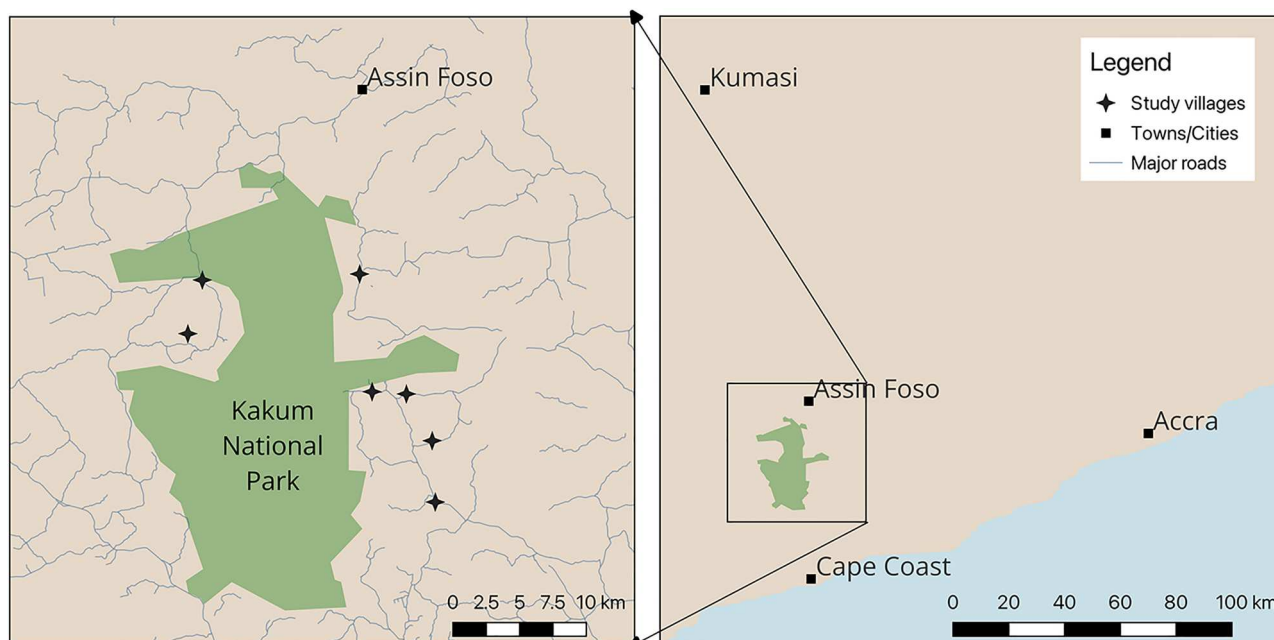 Assin Foso
Kakum
National
Park
0 2.5 5 7.5 10 km
Kumasi
Legend
Study villages
Towns/Cities
Major roads
Assin Foso
Accra
Cape Coast
0 20 40 60 80 100 km